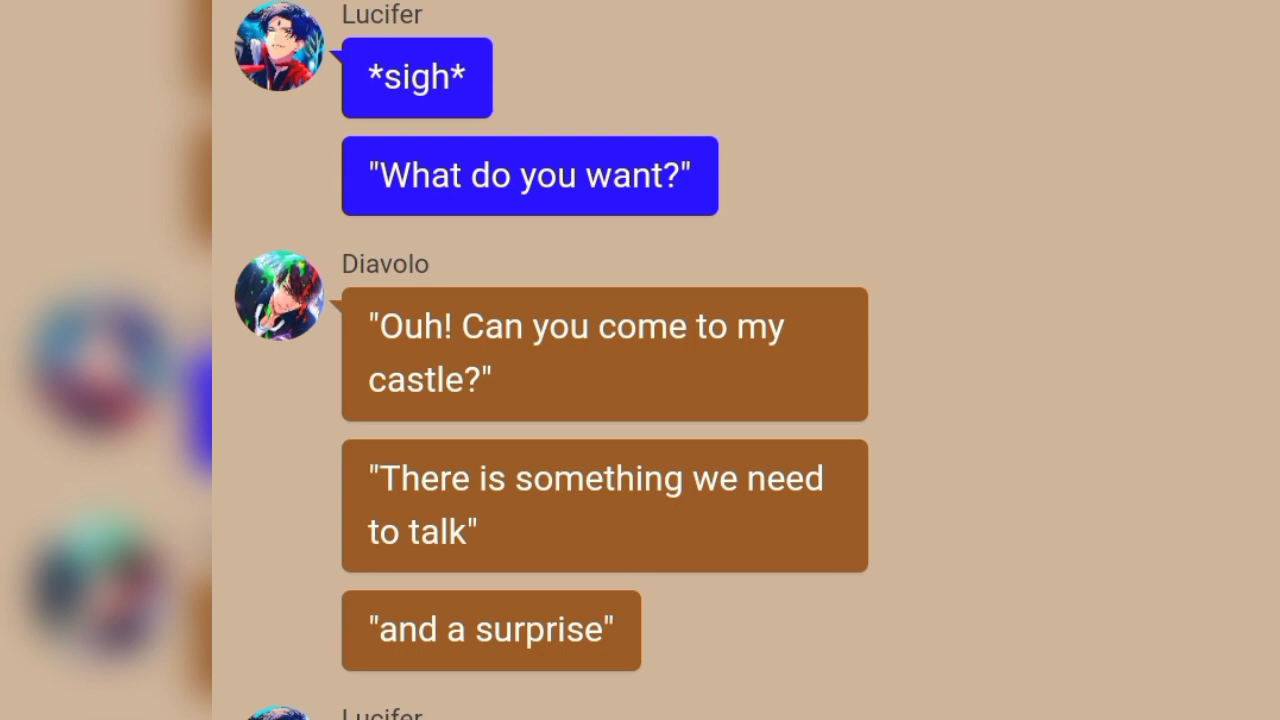 Lucifer
*sigh*
"What do you want?"
Diavolo
"Ouh! Can you come to my
castle?"
"There is something we need
to talk"
"and a surprise"
Lucifer